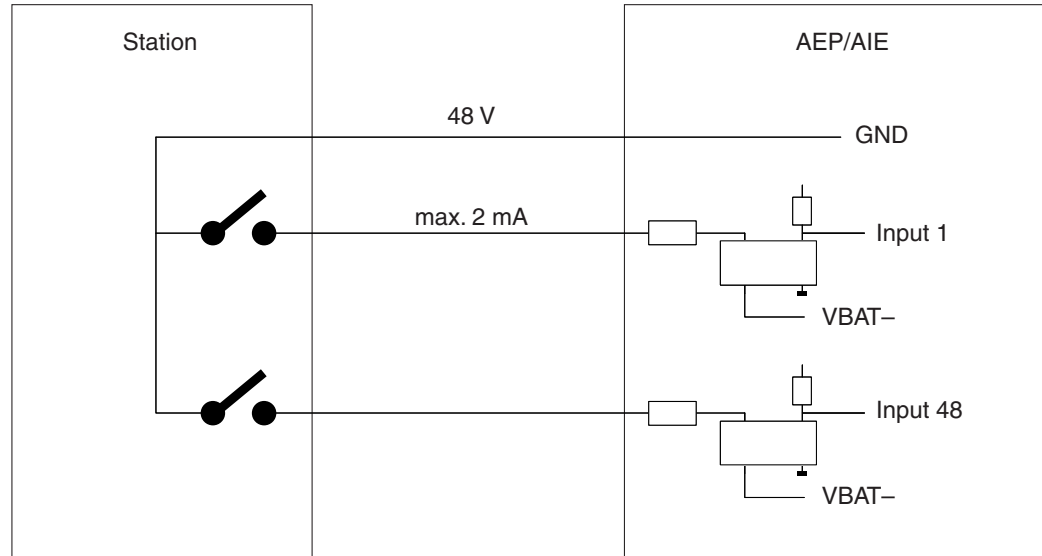 Station
AEP/AIE
48 V
GND
max. 2 mA
Input 1
VBAT–
Input 48
VBAT–